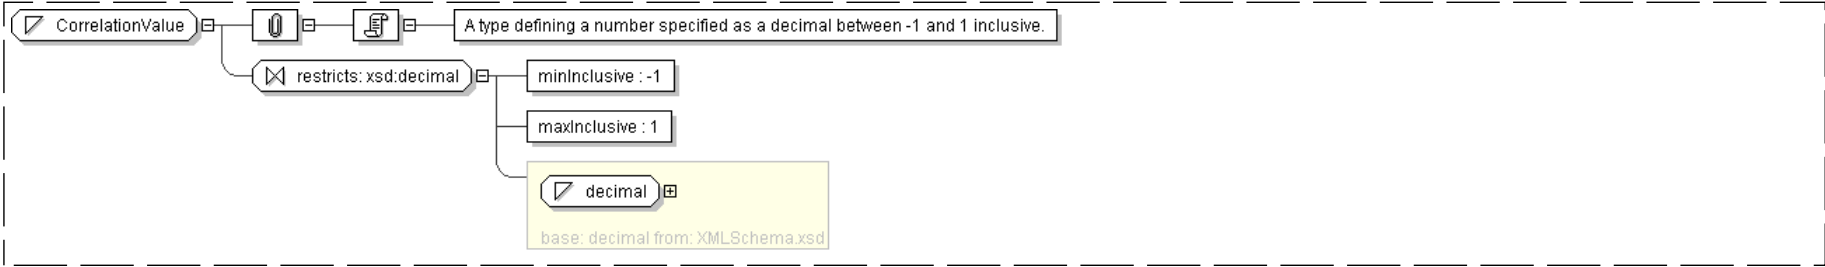 CorrelationValue
A type defining a number specified as a decimal between -1 and 1 inclusive.
restricts: xsd:decimal
minInclusive : -1
maxInclusive : 1
decimal
base: decimal from: XMLSchema.xsd